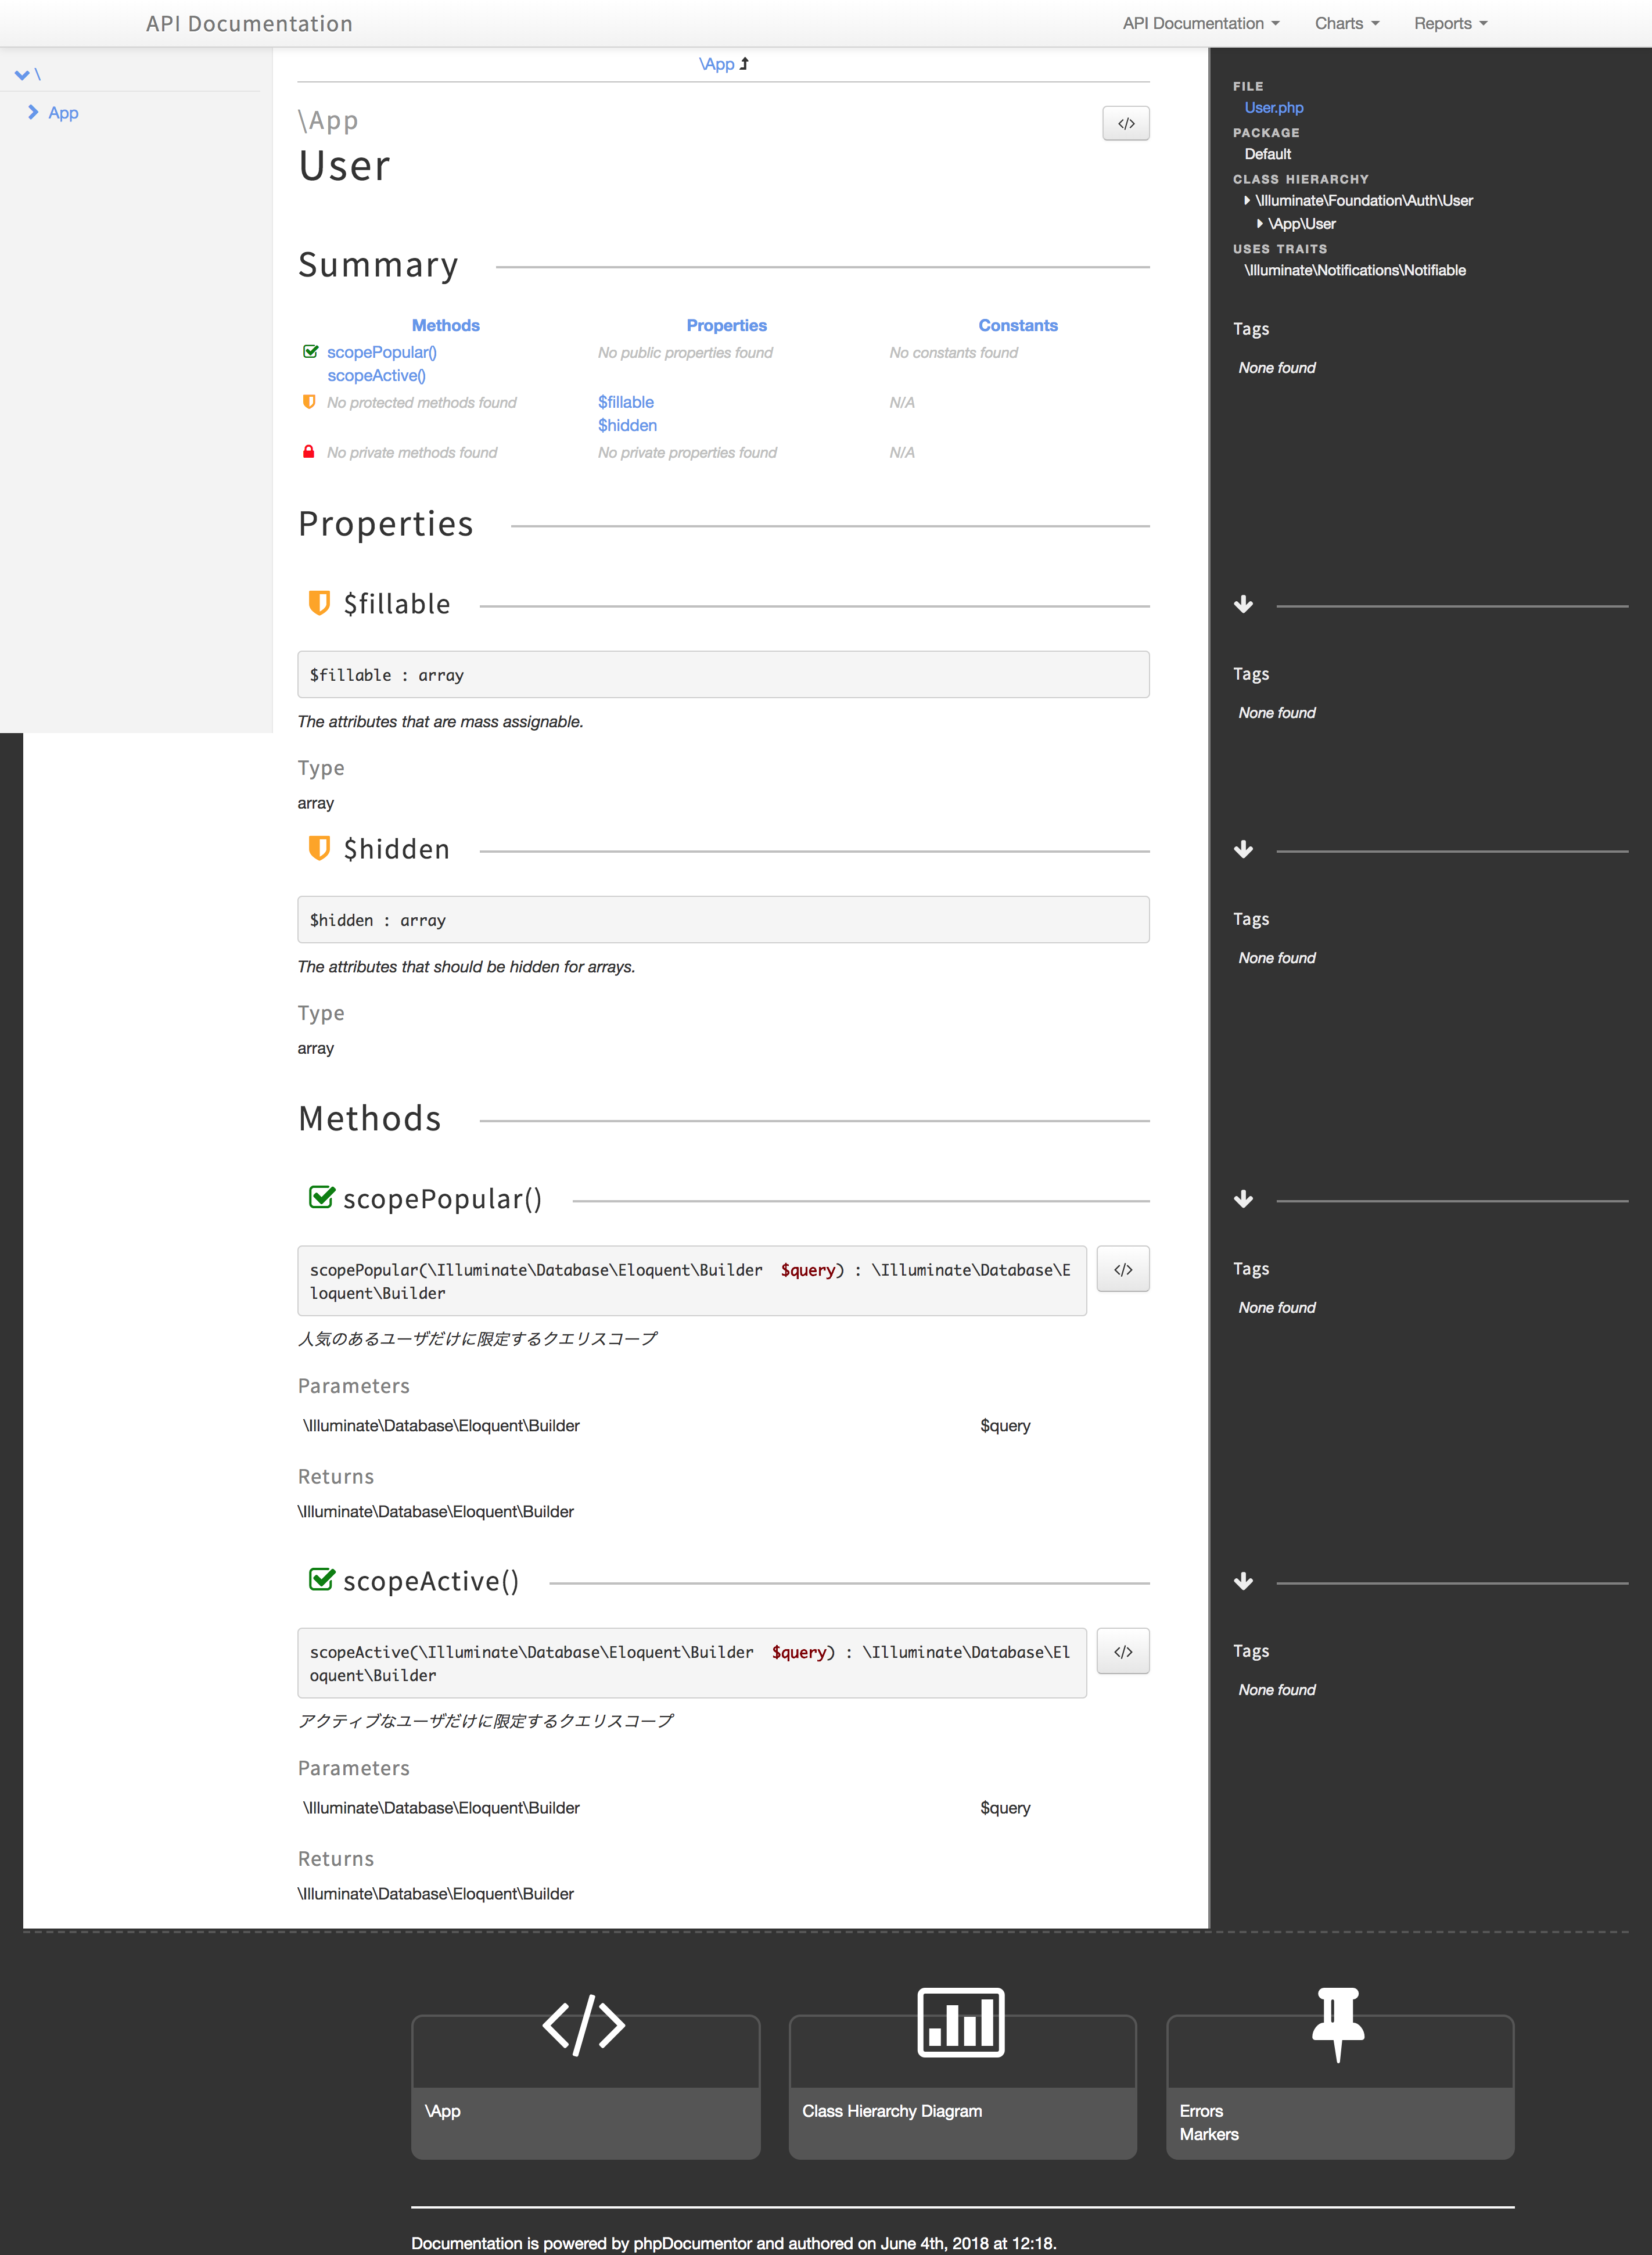 API Documentation
API Documentation Charts Reports
\
App
\App
\App
User
Summary
Methods Properties Constants
scopePopular() No public properties found No constants found
scopeActive()
No protected methods found $fillable N/A
$hidden
No private methods found No private properties found N/A
Properties
$fillable
$fillable : array
The attributes that are mass assignable.
Type
array
$hidden
$hidden : array
The attributes that should be hidden for arrays.
Type
array
Methods
scopePopular()
scopePopular(\Illuminate\Database\Eloquent\Builder $query) : \Illuminate\Database\E
loquent\Builder
</>
人気のあるユーザだけに限定するクエリスコープ
Parameters
\Illuminate\Database\Eloquent\Builder $query
Returns
\Illuminate\Database\Eloquent\Builder
scopeActive()
scopeActive(\Illuminate\Database\Eloquent\Builder $query) : \Illuminate\Database\El
oquent\Builder
</>
アクティブなユーザだけに限定するクエリスコープ
Parameters
\Illuminate\Database\Eloquent\Builder $query
Returns
\Illuminate\Database\Eloquent\Builder
</>
FILE
User.php
PACKAGE
Default
CLASS HIERARCHY
\Illuminate\Foundation\Auth\User
\App\User
USES TRAITS
\Illuminate\Notifications\Notifiable
Tags
None found
Tags
None found
Tags
None found
Tags
None found
Tags
None found
</>
\App
Class Hierarchy Diagram
Errors
Markers
Documentation is powered by phpDocumentor and authored on June 4th, 2018 at 12:18.